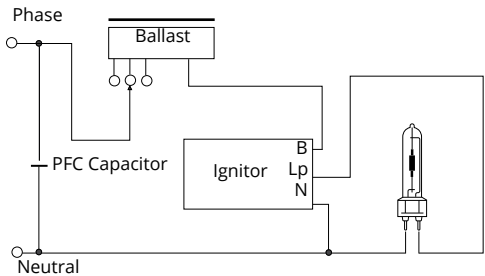 Phase
Ballast
PFC Capacitor
Ignitor
B
Lp
N
Neutral